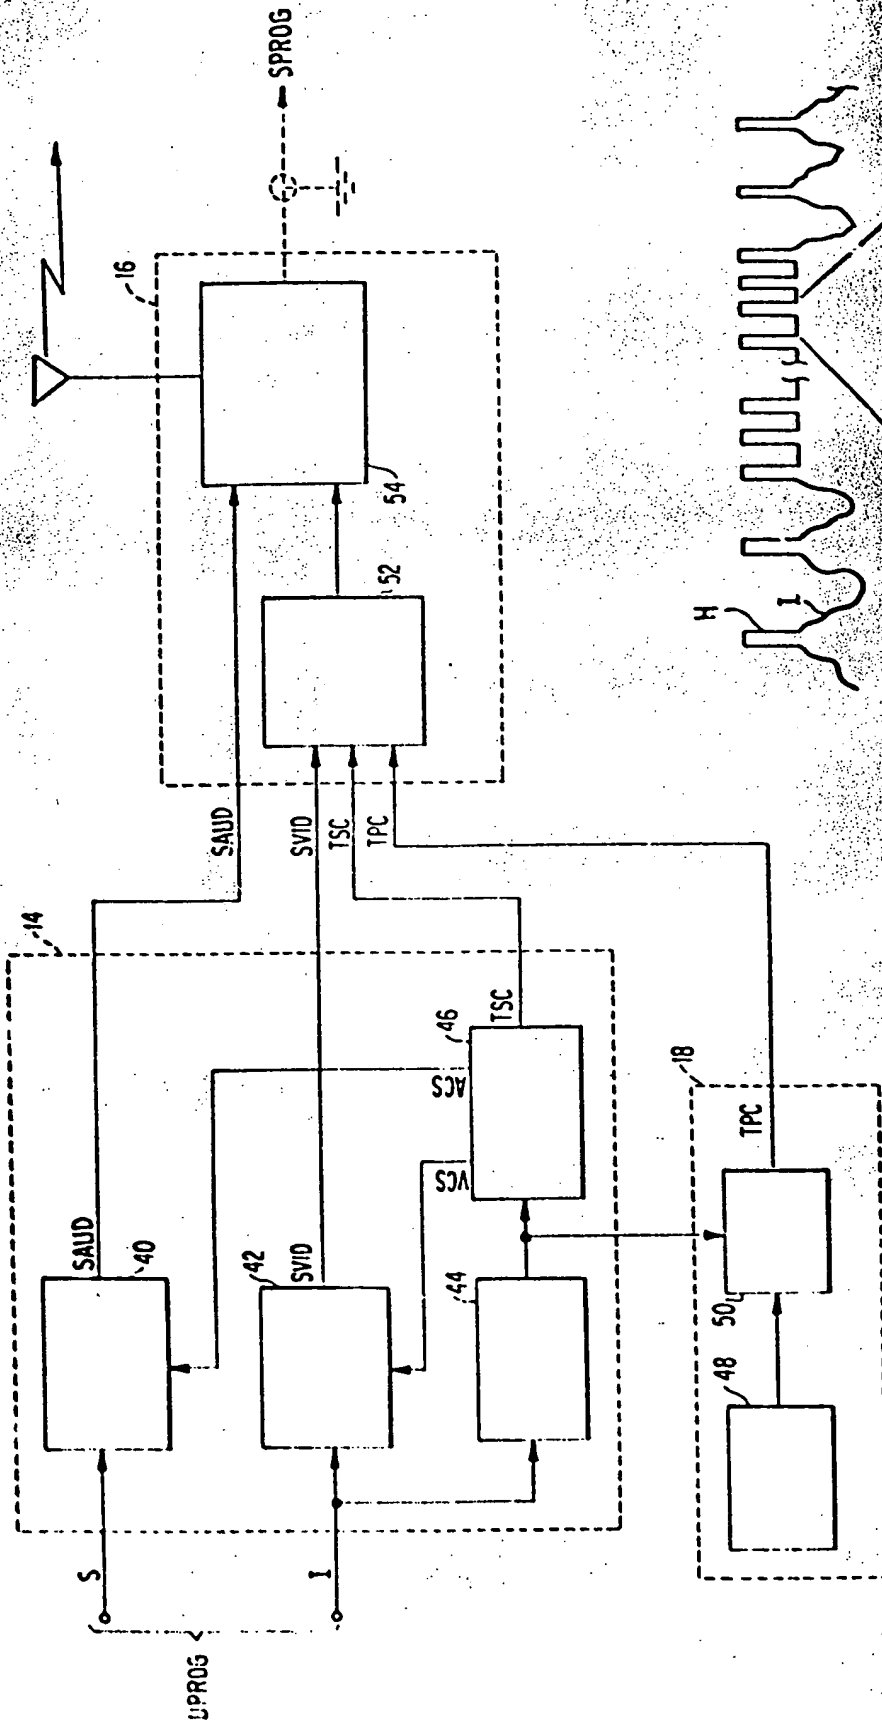 UPROG
S
I
14
SAUD
40
42
SVID
44
VCS
ACS
46
TSC
SAUD
SVID
TSC
TPC
16
52
54
SPROG
18
48
50
TPC
H
I